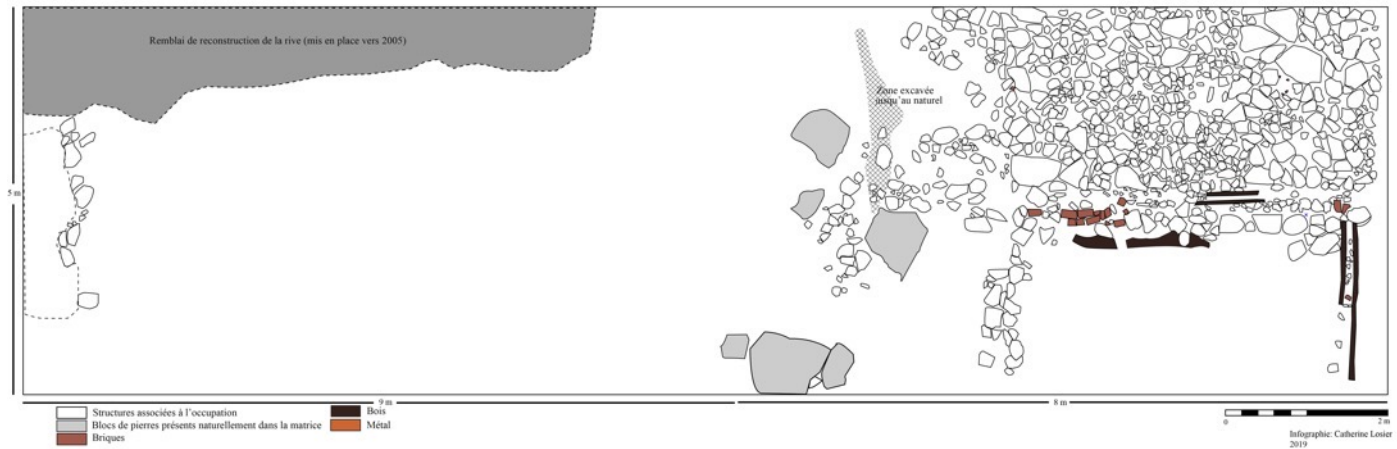 Remblai de reconstruction de la rive (mis en place vers 2005)
Zone excavée
jusqu'au naturel
5 m
9 m
8 m
Structures associées à l'occupation
Blocs de pierres présents naturellement dans la matrice
Briques
Bois
Métal
0
2 m
Infographie: Catherine Losier
2019